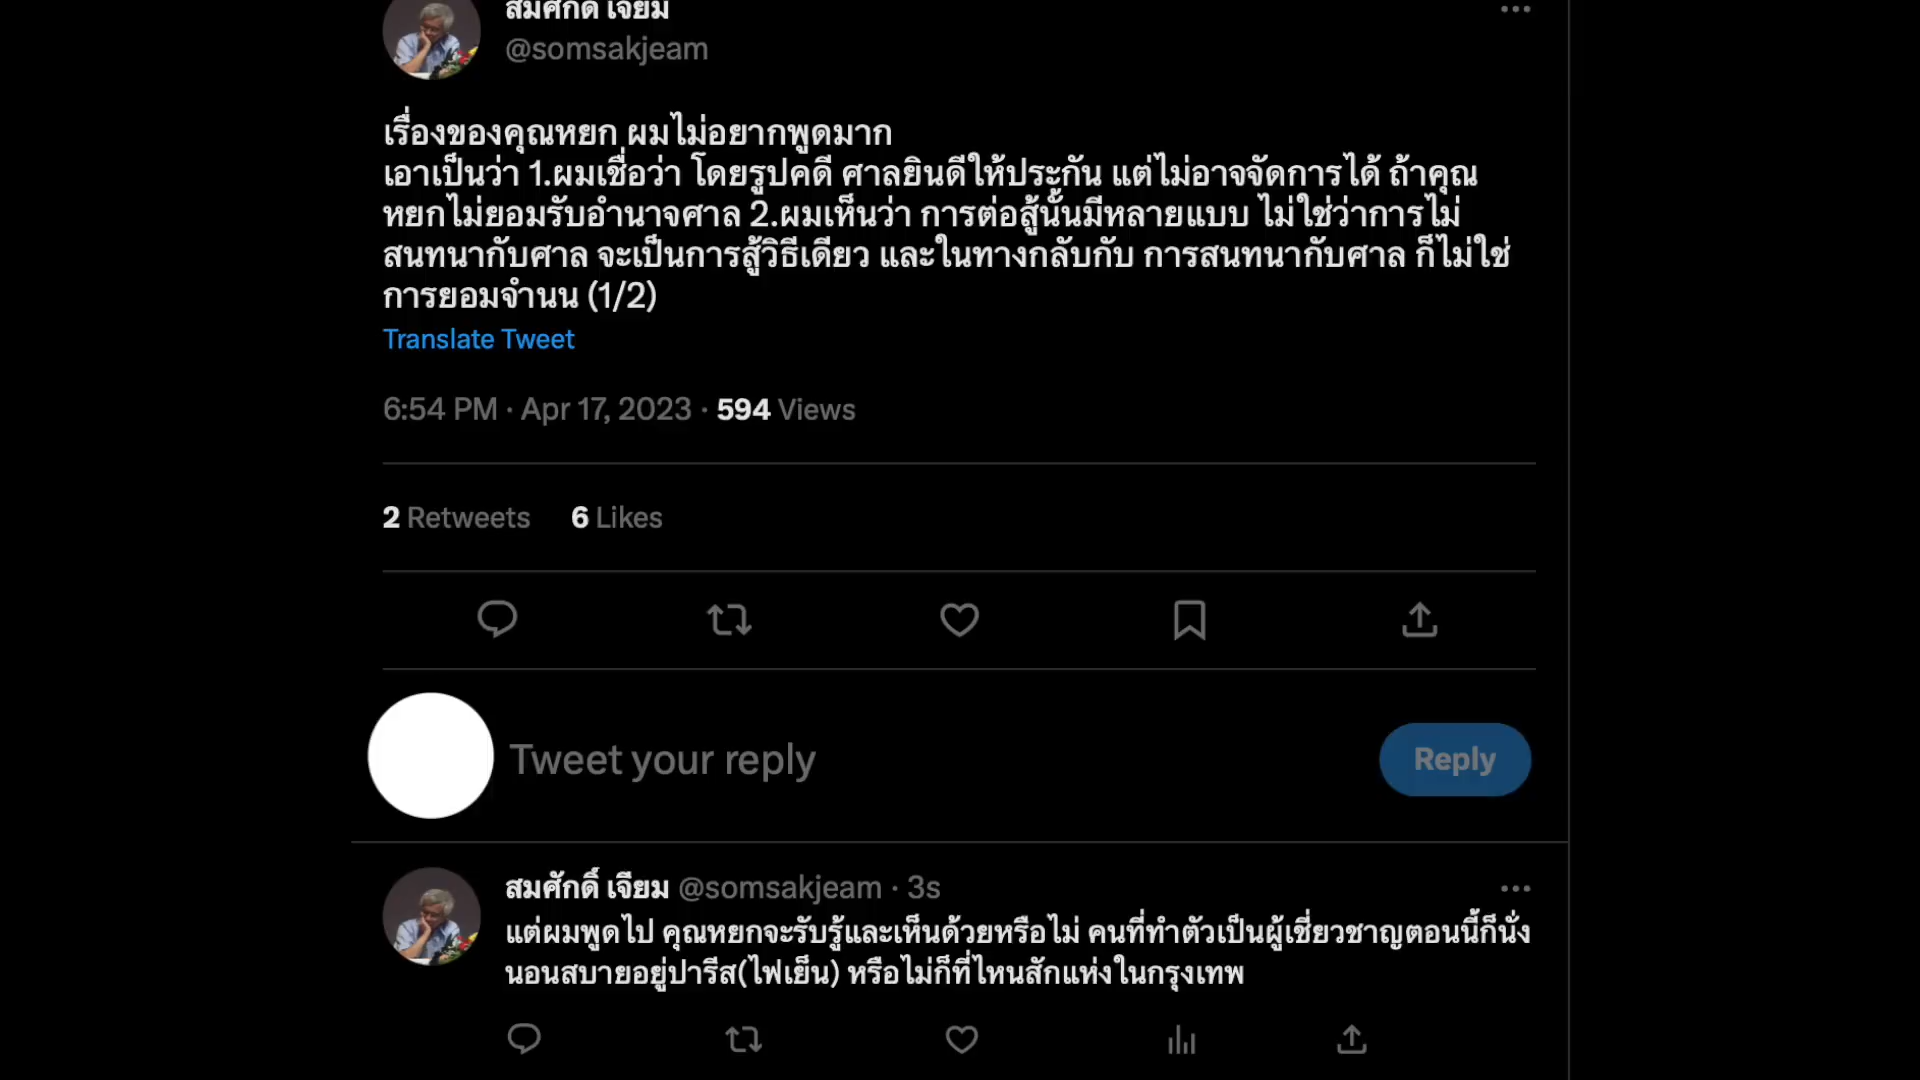 สมศักดิ์ เจียม
@somsakjeam
เรื่องของคุณหยก ผมไม่อยากพูดมาก
เอาเป็นว่า 1.ผมเชื่อว่า โดยรูปคดี ศาลยินดีให้ประกัน แต่ไม่อาจจัดการได้ ถ้าคุณ
หยกไม่ยอมรับอำนาจศาล 2.ผมเห็นว่า การต่อสู้นั้นมีหลายแบบ ไม่ใช่ว่าการไม่
สนทนากับศาล จะเป็นการสู้วิธีเดียว และในทางกลับกับ การสนทนากับศาล ก็ไม่ใช่
การยอมจำนน (1/2)
Translate Tweet
6:54 PM · Apr 17, 2023 · 594 Views
2 Retweets 6 Likes
Tweet your reply
Reply
สมศักดิ์ เจียม @somsakjeam · 3s
แต่ผมพูดไป คุณหยกจะรับรู้และเห็นด้วยหรือไม่ คนที่ทำตัวเป็นผู้เชี่ยวชาญตอนนี้ก็นั่ง
นอนสบายอยู่ปารีส(ไฟเย็น) หรือไม่ก็ที่ไหนสักแห่งในกรุงเทพ